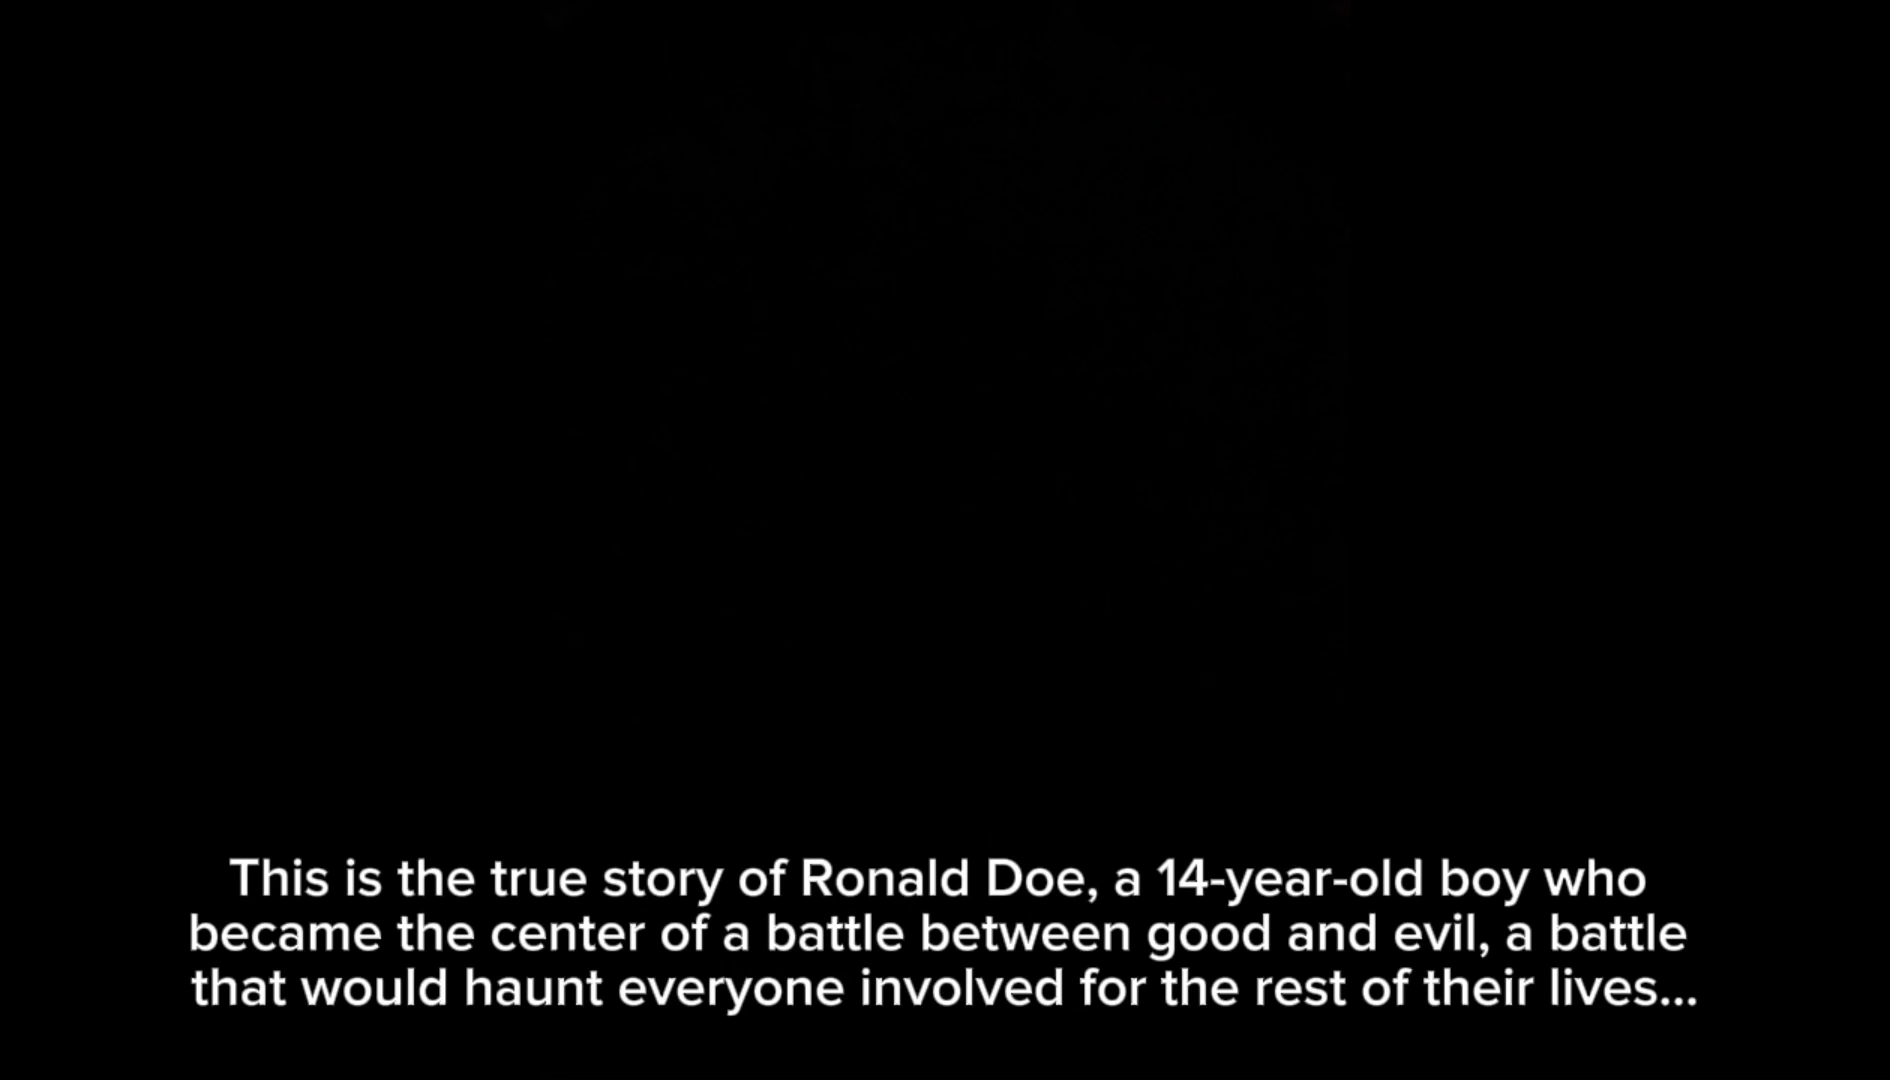 This is the true story of Ronald Doe, a 14-year-old boy who
became the center of a battle between good and evil, a battle
that would haunt everyone involved for the rest of their lives...